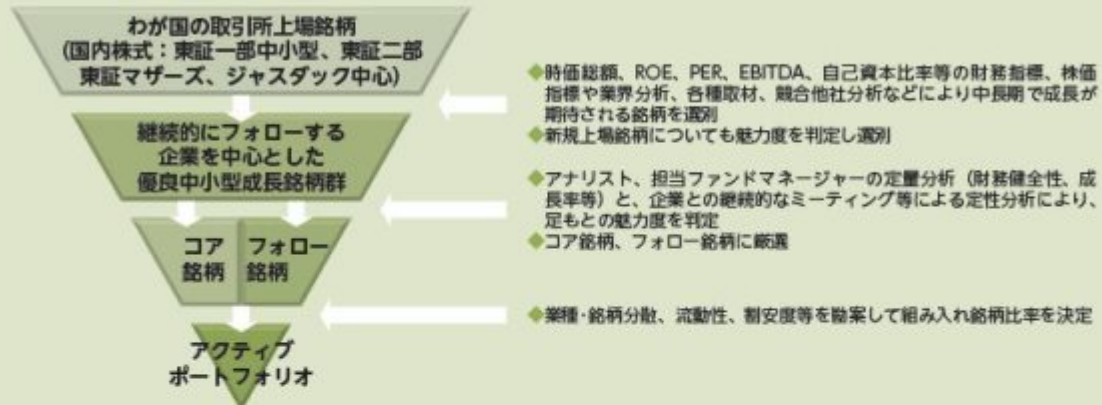 わが国の取引所上場銘柄
(国内株式：東証一部中小型、東証二部
東証マザーズ、ジャスダック中心)
◆時価総額、ROE、PER、EBITDA、自己資本比率等の財務指標、株価
指標や業界分析、各種取材、競合他社分析などにより中長期で成長が
期待される銘柄を選別
◆新規上場銘柄についても魅力度を判定し選別
継続的にフォローする
企業を中心とした
優良中小型成長銘柄群
◆アナリスト、担当ファンドマネージャーの定量分析（財務健全性、成
長率等）と、企業との継続的なミーティング等による定性分析により、
足もとの魅力度を判定
◆コア銘柄、フォロー銘柄に厳選
コア
銘柄
フォロー
銘柄
◆業種・銘柄分散、流動性、割安度等を勘案して組み入れ銘柄比率を決定
アクティブ
ポートフォリオ